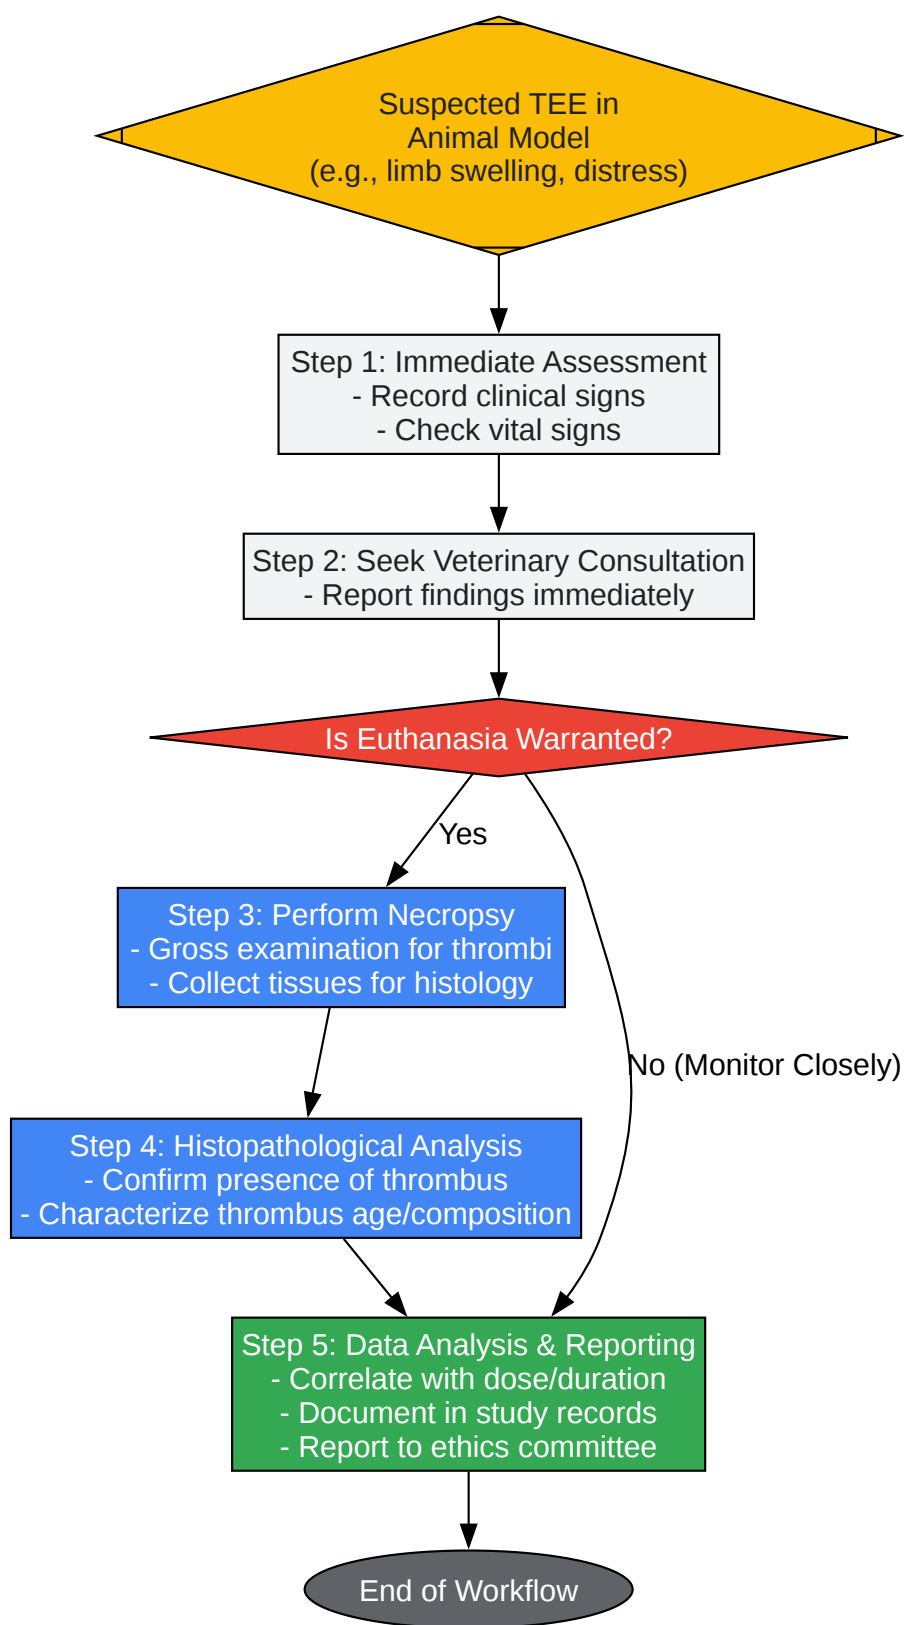 Suspected TEE in
Animal Model
(e.g., limb swelling, distress)
Step 1: Immediate Assessment
- Record clinical signs
- Check vital signs
Step 2: Seek Veterinary Consultation
- Report findings immediately
Is Euthanasia Warranted?
Yes
Step 3: Perform Necropsy
- Gross examination for thrombi
- Collect tissues for histology
No (Monitor Closely)
Step 4: Histopathological Analysis
- Confirm presence of thrombus
- Characterize thrombus age/composition
Step 5: Data Analysis & Reporting
- Correlate with dose/duration
- Document in study records
- Report to ethics committee
End of Workflow